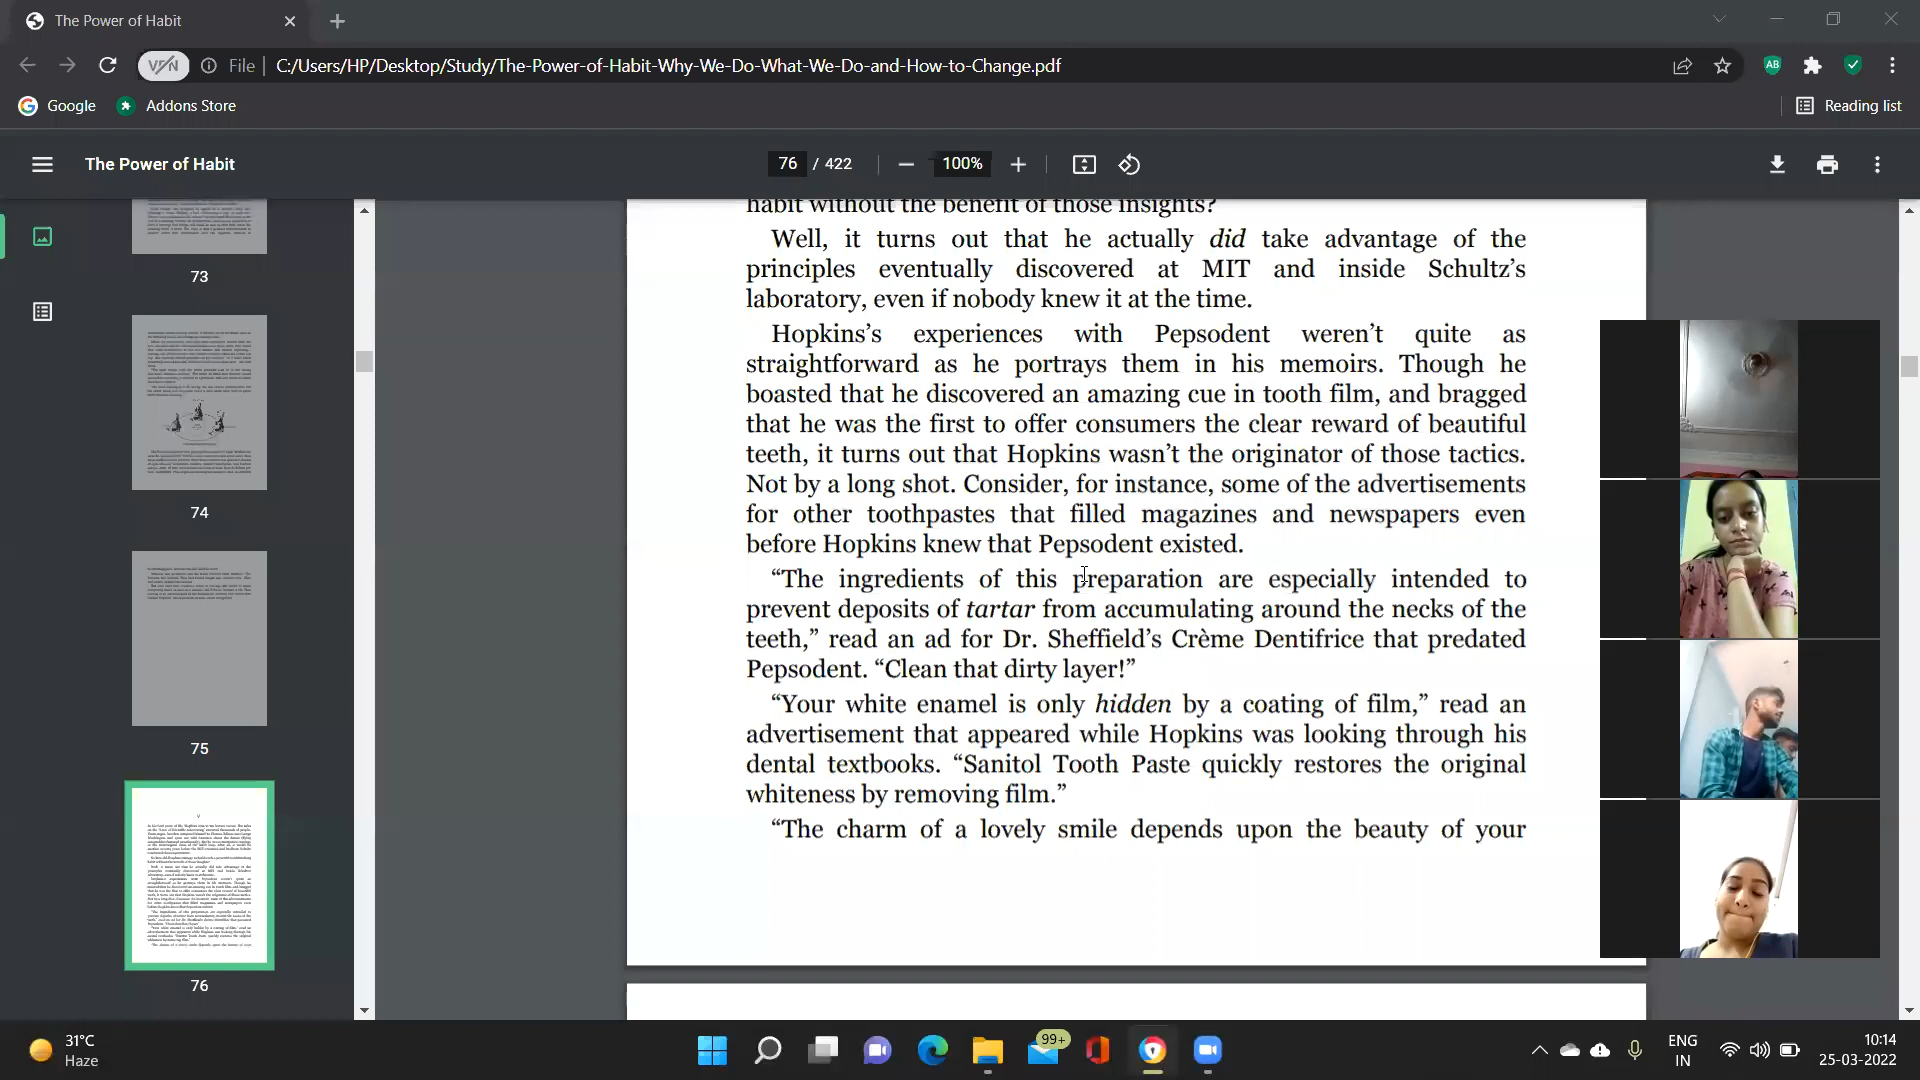 The Power of Habit
VPN
File
C:/Users/HP/Desktop/Study/The-Power-of-Habit-Why-We-Do-What-We-Do-and-How-to-Change.pdf
AB
Google
Addons Store
Reading list
The Power of Habit
76 / 422
100%
73
74
75
76
habit without the benefit of those insights?
Well, it turns out that he actually did take advantage of the
principles eventually discovered at MIT and inside Schultz’s
laboratory, even if nobody knew it at the time.
Hopkins’s experiences with Pepsodent weren’t quite as
straightforward as he portrays them in his memoirs. Though he
boasted that he discovered an amazing cue in tooth film, and bragged
that he was the first to offer consumers the clear reward of beautiful
teeth, it turns out that Hopkins wasn’t the originator of those tactics.
Not by a long shot. Consider, for instance, some of the advertisements
for other toothpastes that filled magazines and newspapers even
before Hopkins knew that Pepsodent existed.
“The ingredients of this preparation are especially intended to
prevent deposits of tartar from accumulating around the necks of the
teeth,” read an ad for Dr. Sheffield’s Crème Dentifrice that predated
Pepsodent. “Clean that dirty layer!”
“Your white enamel is only hidden by a coating of film,” read an
advertisement that appeared while Hopkins was looking through his
dental textbooks. “Sanitol Tooth Paste quickly restores the original
whiteness by removing film.”
“The charm of a lovely smile depends upon the beauty of your
31°C
Haze
99+
ENG
IN
10:14
25-03-2022